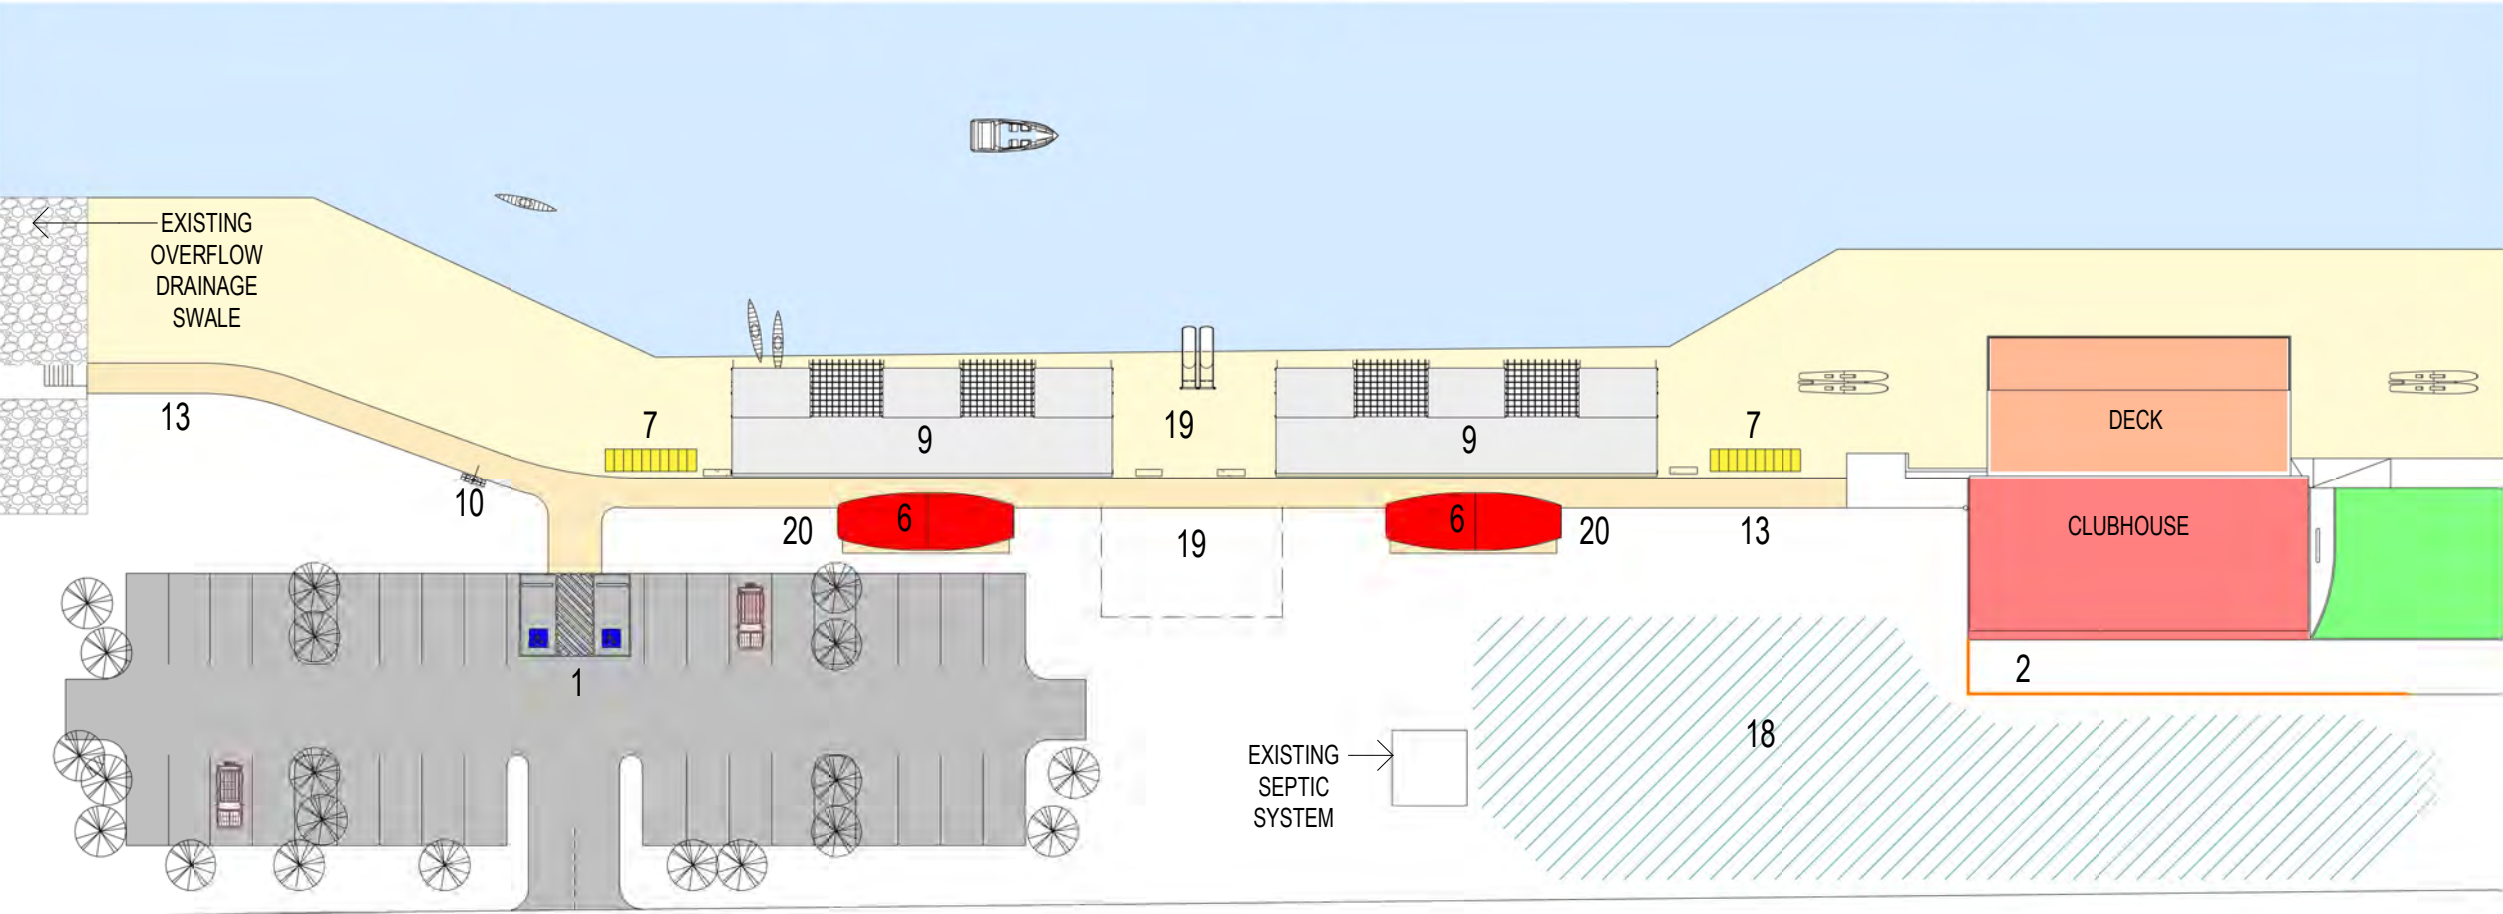 EXISTING
OVERFLOW
DRAINAGE
SWALE
13
10
7
9
19
9
7
DECK
20
6
19
6
20
13
CLUBHOUSE
1
2
18
EXISTING
SEPTIC
SYSTEM